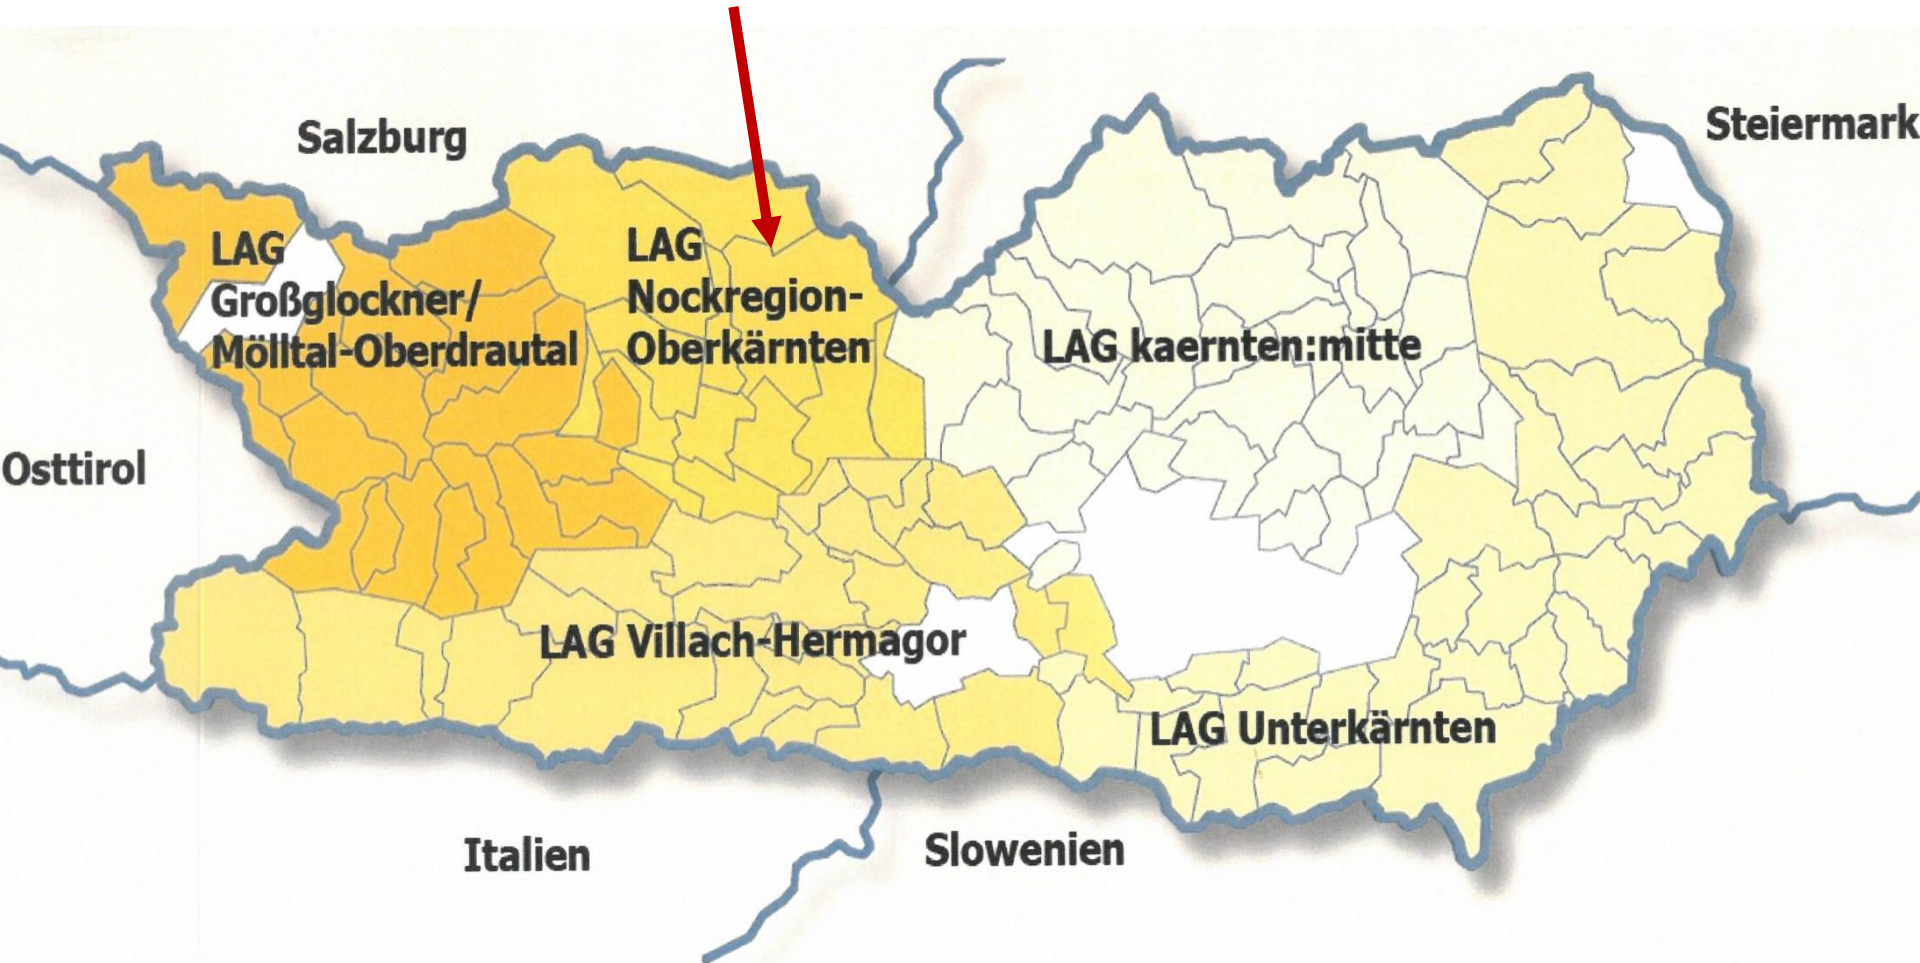 Salzburg
Steiermark
LAG
Großglockner/
Mölltal-Oberdrautal
LAG
Nockregion-
Oberkärnten
LAG kaernten:mitte
Osttirol
LAG Villach-Hermagor
LAG Unterkärnten
Italien
Slowenien